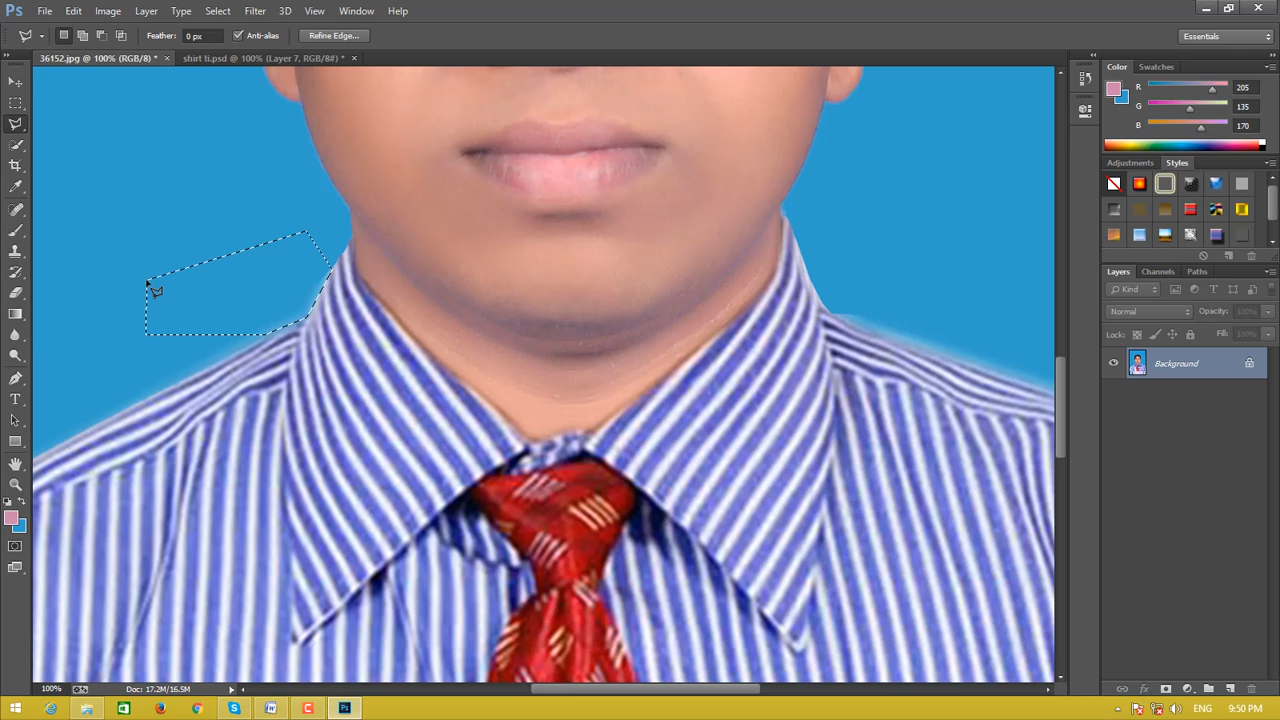 Ps File Edit Image Layer Type Select Filter 3D View Window Help
Feather: 0 px Anti-alias Refine Edge... Essentials
36152.jpg @ 100% (RGB/8) * × shirt ti.psd @ 100% (Layer 7, RGB/8#) * ×
Color Swatches
R 205
G 135
B 170
Adjustments Styles
Layers Channels Paths
Kind
Normal Opacity: 100%
Lock: Fill: 100%
Background
100% Doc: 17.2M/16.5M
ENG 9:50 PM